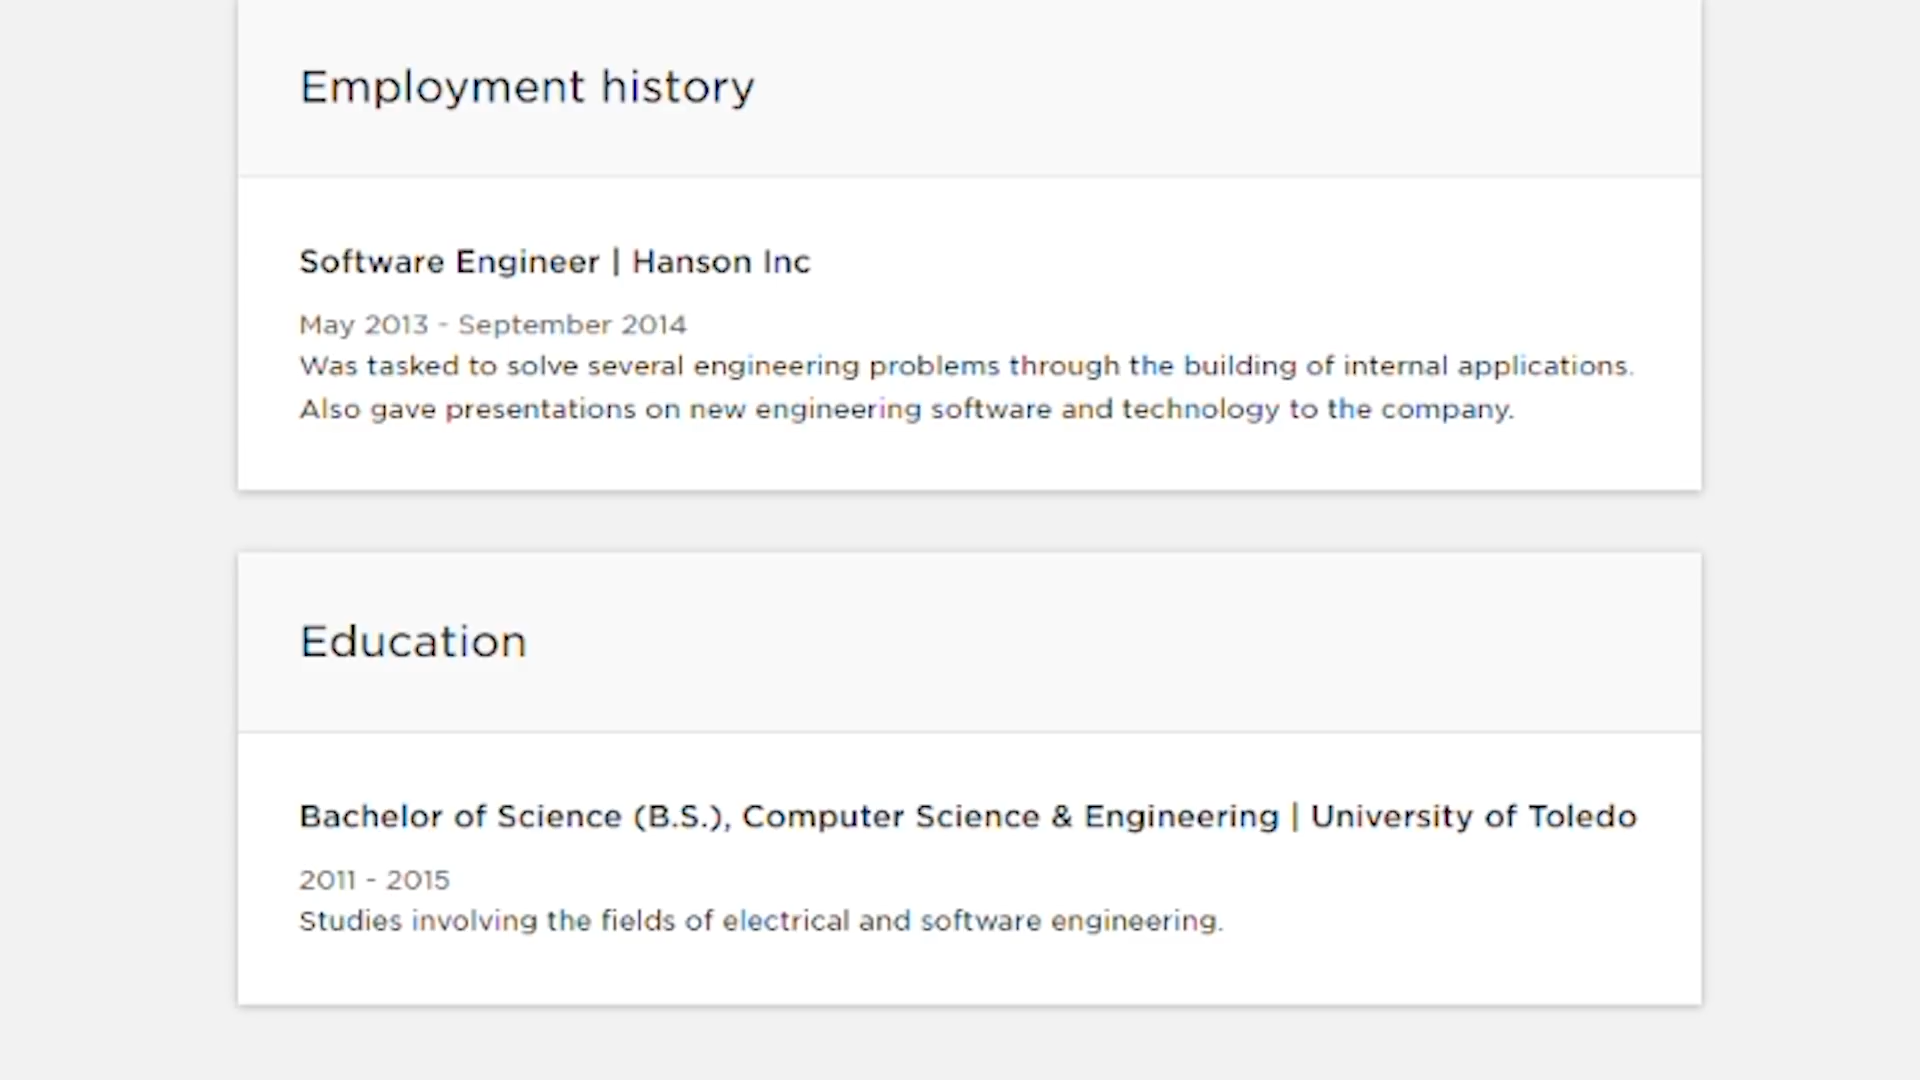 Employment history
Software Engineer | Hanson Inc
May 2013 - September 2014
Was tasked to solve several engineering problems through the building of internal applications.
Also gave presentations on new engineering software and technology to the company.
Education
Bachelor of Science (B.S.), Computer Science & Engineering | University of Toledo
2011 - 2015
Studies involving the fields of electrical and software engineering.